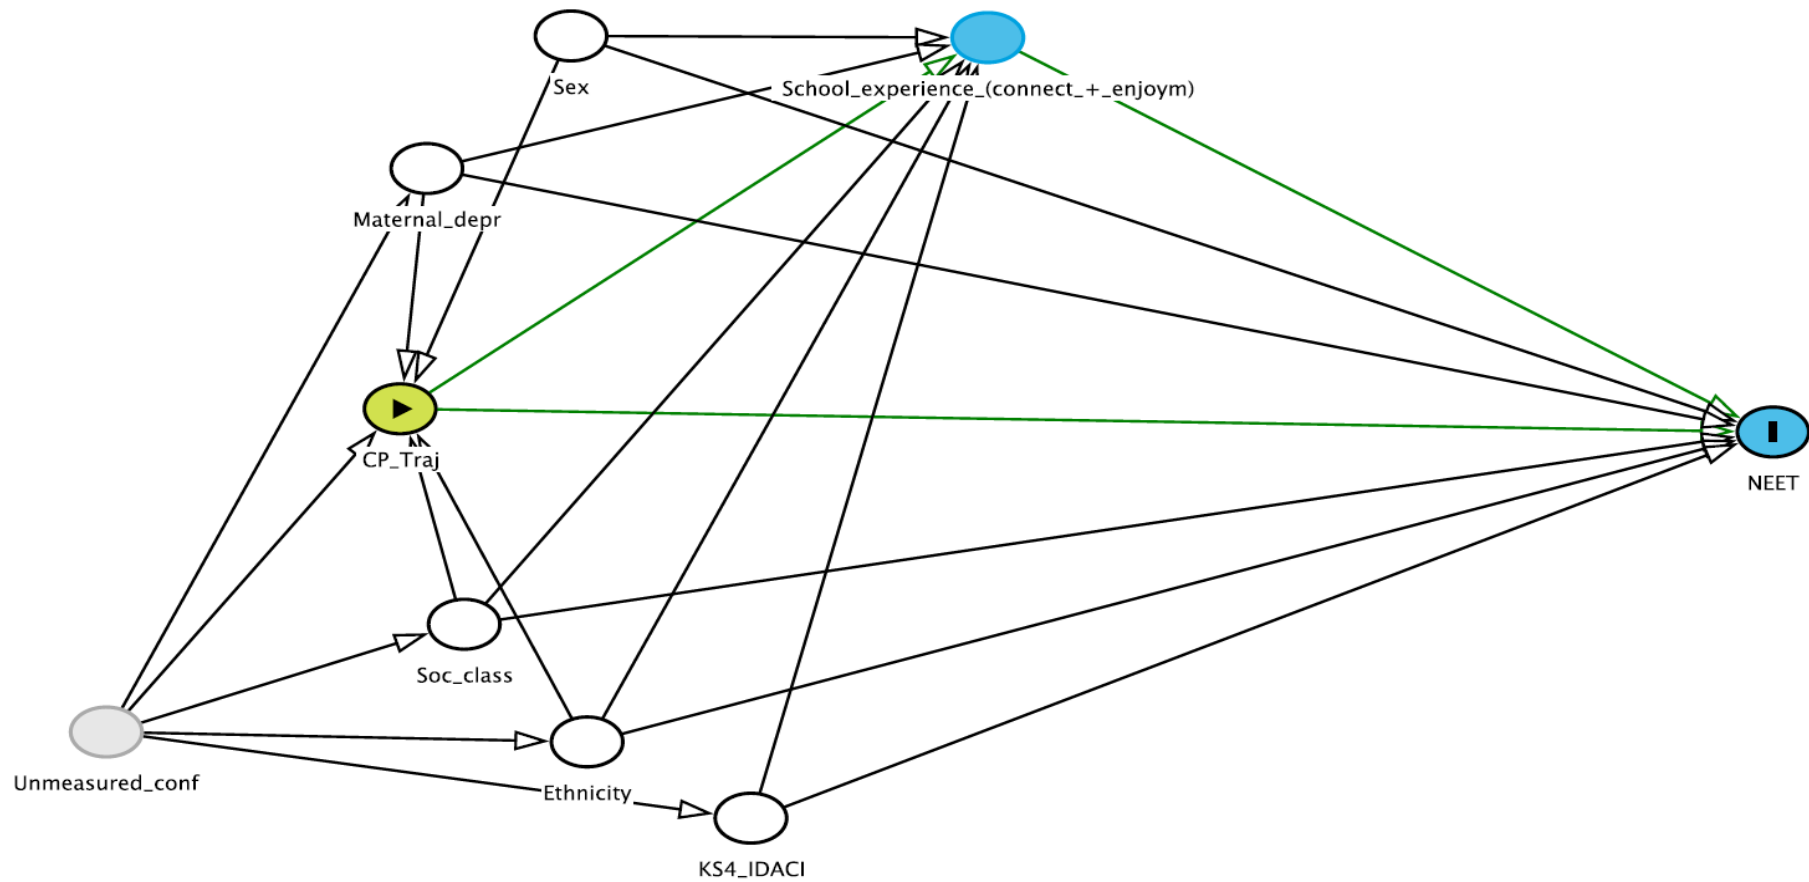 Sex
School_experience_(connect_+_enjoym)
Maternal_depr
CP_Traj
NEET
Soc_class
Unmeasured_conf
Ethnicity
KS4_IDACI